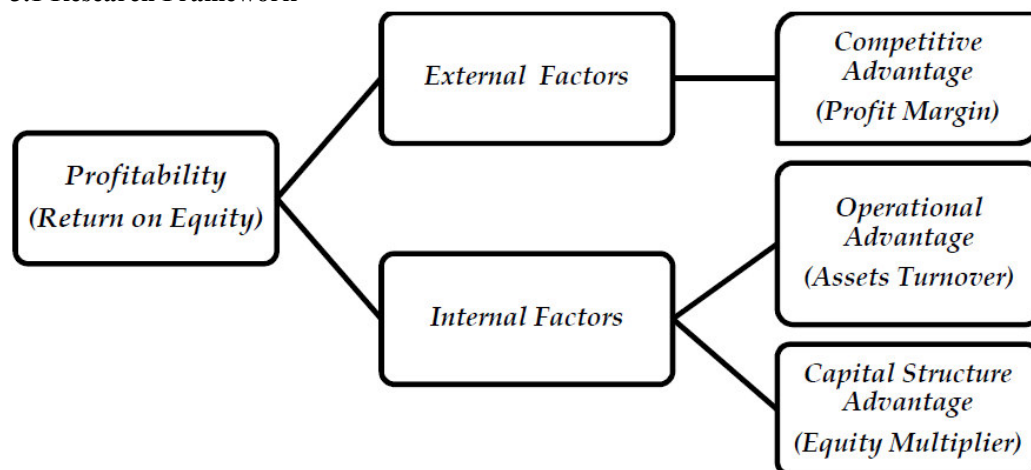 3.1 Research Framework
Competitive
Advantage
(Profit Margin)
External Factors
Profitability
(Return on Equity)
Operational
Advantage
(Assets Turnover)
Internal Factors
Capital Structure
Advantage
(Equity Multiplier)